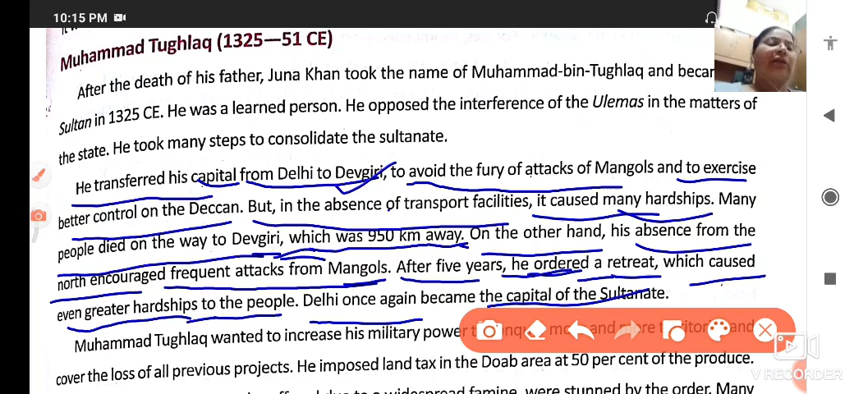 10:15 PM
Muhammad Tughlaq (1325—51 CE)
After the death of his father, Juna Khan took the name of Muhammad-bin-Tughlaq and
Sultan in 1325 CE. He was a learned person. He opposed the interference of the Ulemas in the matters of
the state. He took many steps to consolidate the sultanate.
He transferred his capital from Delhi to Devgiri, to avoid the fury of attacks of Mangols and to exercise
better control on the Deccan. But, in the absence of transport facilities, it caused many hardships. Many
people died on the way to Devgiri, which was 950 km away. On the other hand, his absence from the
north encouraged frequent attacks from Mangols. After five years, he ordered a retreat, which caused
even greater hardships to the people. Delhi once again became the capital of the Sultanate.
Muhammad Tughlaq wanted to increase his military power and
cover the loss of all previous projects. He imposed land tax in the Doab area at 50 per cent of the produce.
due to a widespread famine, were stunned by the order. Many
V RECORDER